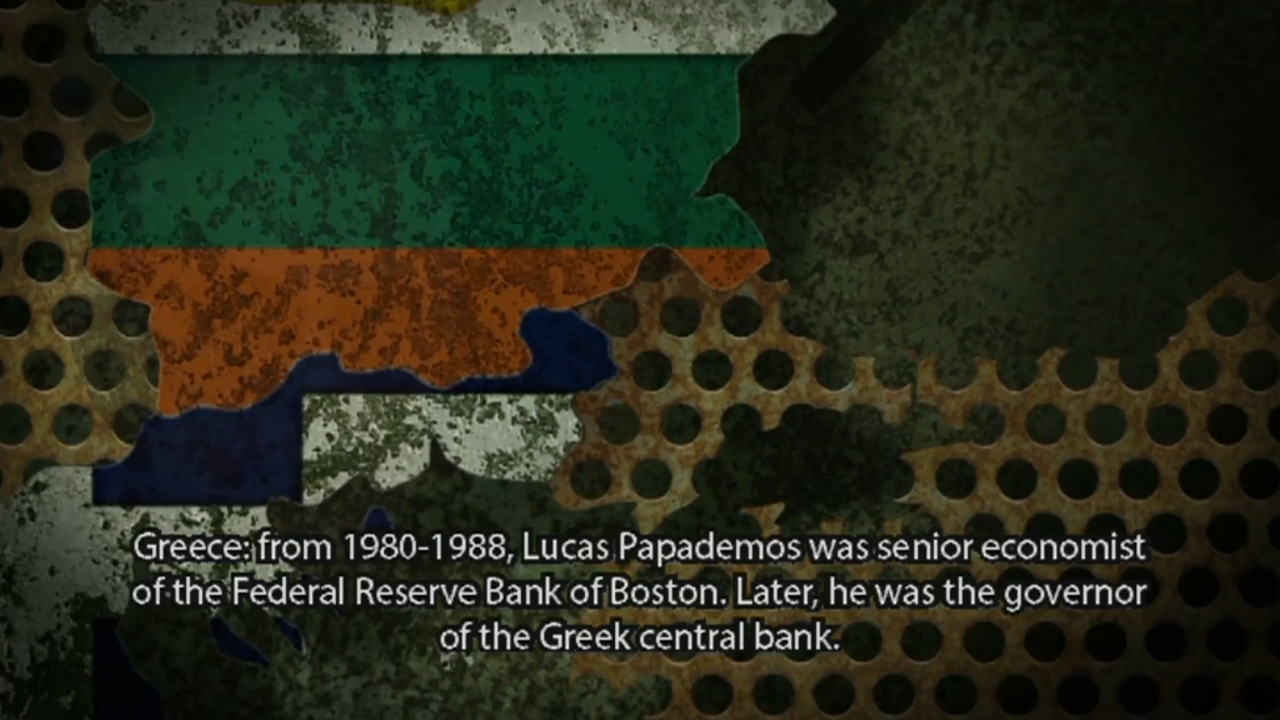 Greece: from 1980-1988, Lucas Papademos was senior economist
of the Federal Reserve Bank of Boston. Later, he was the governor
of the Greek central bank.